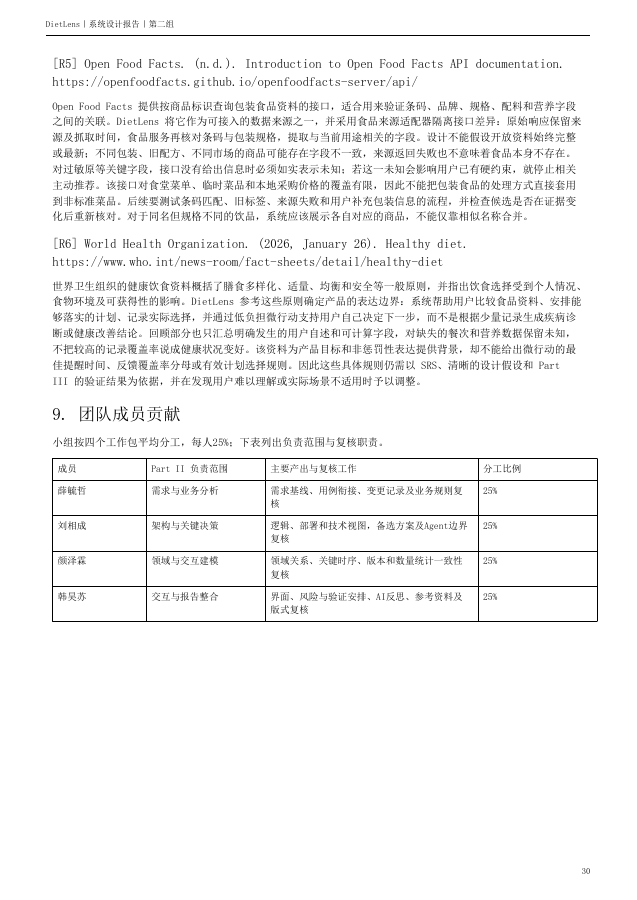 DietLens | 系统设计报告 | 第二组
[R5] Open Food Facts. (n.d.). Introduction to Open Food Facts API documentation.
https://openfoodfacts.github.io/openfoodfacts-server/api/
Open Food Facts 提供按商品标识查询包装食品资料的接口，适合用来验证条码、品牌、规格、配料和营养字段
之间的关联。DietLens 将它作为可接入的数据来源之一，并采用食品来源适配器隔离接口差异：原始响应应保留来
源及抓取时间，食品服务再核对条码与包装规格，提取与当前用途相关的字段。设计不能假设开放资料始终完整
或最新；不同包装、旧配方、不同市场的商品可能存在字段不一致，来源返回失败也不意味着食品本身不存在。
对过敏原等关键字段，接口没有给出信息时必须如实表示未知；若这一未知会影响用户已有硬约束，就停止相关
主动推荐。该接口对食堂菜单、临时菜品和本地采购价格的覆盖有限，因此不能把包装食品的处理方式直接套用
到非标准菜品。后续要测试条码匹配、旧标签、来源失败和用户补充包装信息的流程，并检查候选是否在证据变
化后重新核对。对于同名但规格不同的饮品，系统应该展示各自对应的商品，不能仅靠相似名称合并。
[R6] World Health Organization. (2026, January 26). Healthy diet.
https://www.who.int/news-room/fact-sheets/detail/healthy-diet
世界卫生组织的健康饮食资料概括了膳食多样化、适量、均衡和安全等一般原则，并指出饮食选择受到个人情况、
食物环境及可获得性的影响。DietLens 参考这些原则确定产品的表达边界：系统帮助用户比较食品资料、安排能
够落实的计划、记录实际选择，并通过低负担微行动支持用户自己决定下一步，而不是根据少量记录生成疾病诊
断或健康改善结论。回顾部分也只汇总明确发生的用户自述和可计算字段，对缺失的餐次和营养数据保留未知，
不把较高的记录覆盖率说成健康状况变好。该资料为产品目标和非惩罚性表达提供背景，却不能给出微行动的最
佳提醒时间、反馈覆盖率分母或有效计划选择规则。因此这些具体规则仍需以 SRS、清晰的设计假设和 Part
III 的验证结果为依据，并在发现用户难以理解或实际场景不适用时予以调整。
9. 团队成员贡献
小组按四个工作包平均分工，每人25%；下表列出负责范围与复核职责。
成员 Part II 负责范围 主要产出与复核工作 分工比例
薛毓哲 需求与业务分析 需求基线、用例衔接、变更记录及业务规则复
核 25%
刘相成 架构与关键决策 逻辑、部署和技术视图，备选方案及Agent边界
复核 25%
颜泽霖 领域与交互建模 领域关系、关键时序、版本和数量统计一致性
复核 25%
韩昊苏 交互与报告整合 界面、风险与验证安排、AI反思、参考资料及
版式复核 25%
30